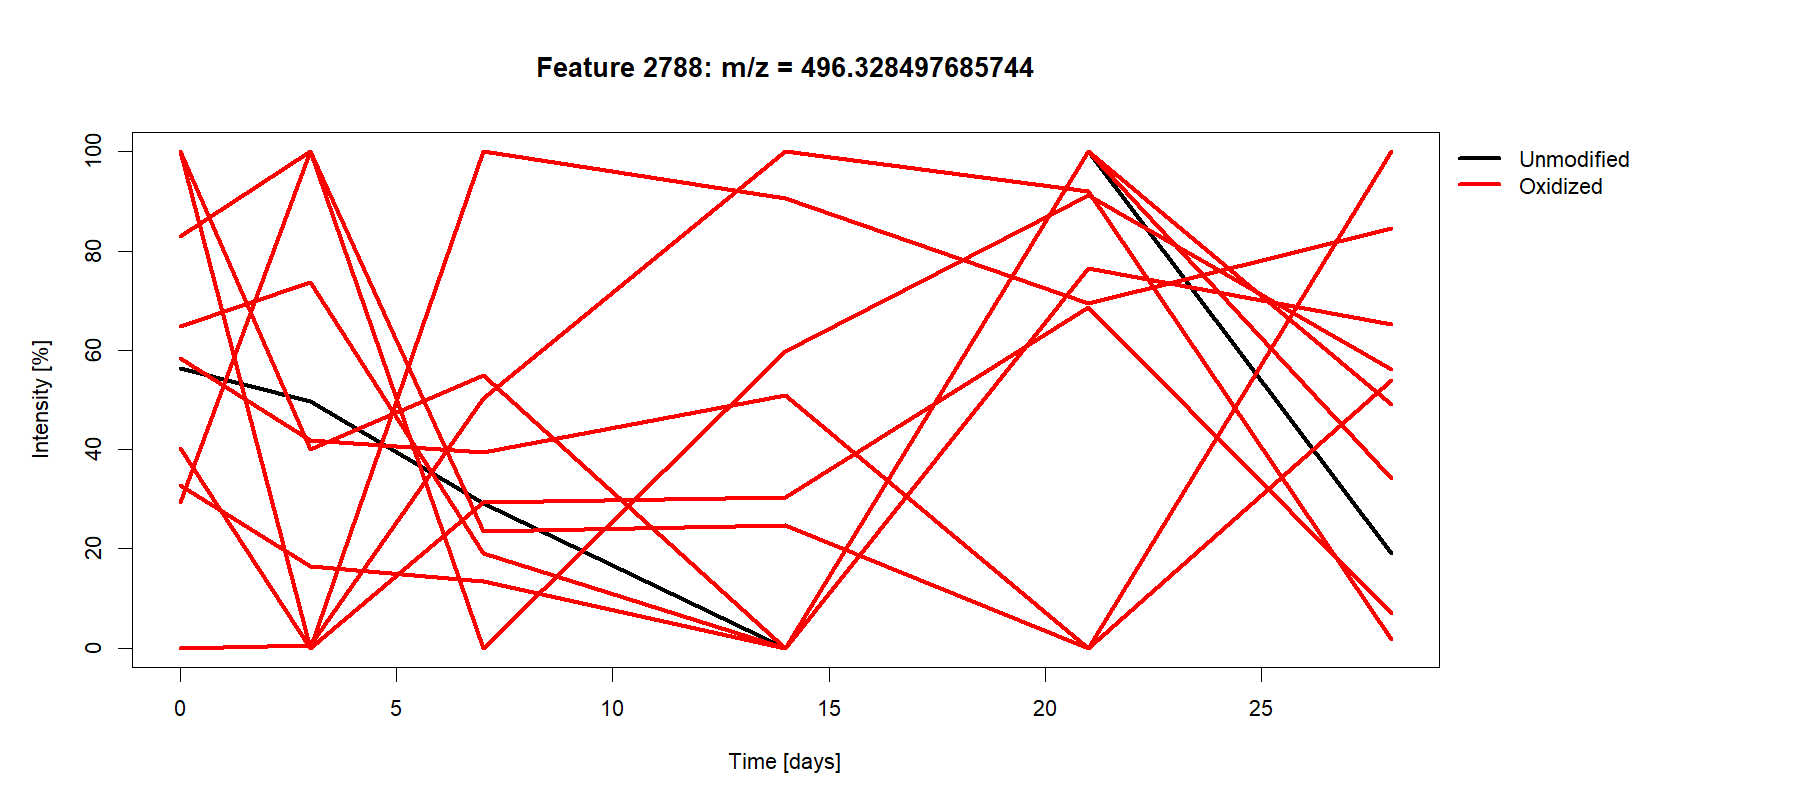 Feature 2788: m/z = 496.328497685744
Unmodified
Oxidized
Intensity [%]
100
80
60
40
20
0
0 5 10 15 20 25
Time [days]